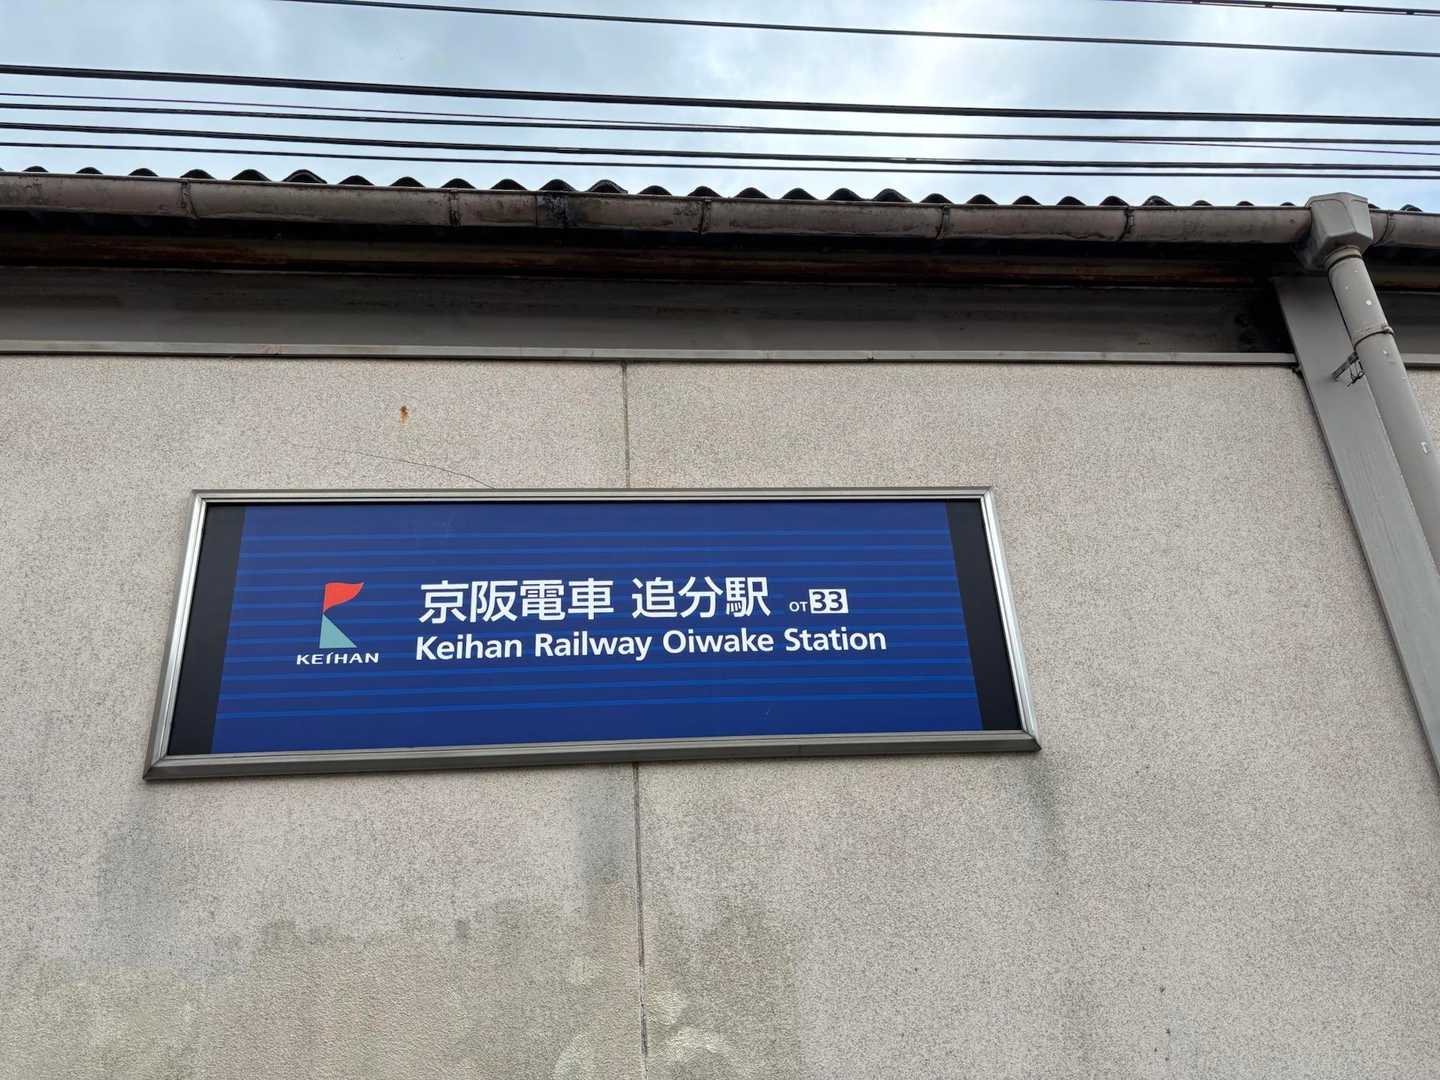 京阪電車 追分駅 OT33
Keihan Railway Oiwake Station
KEIHAN